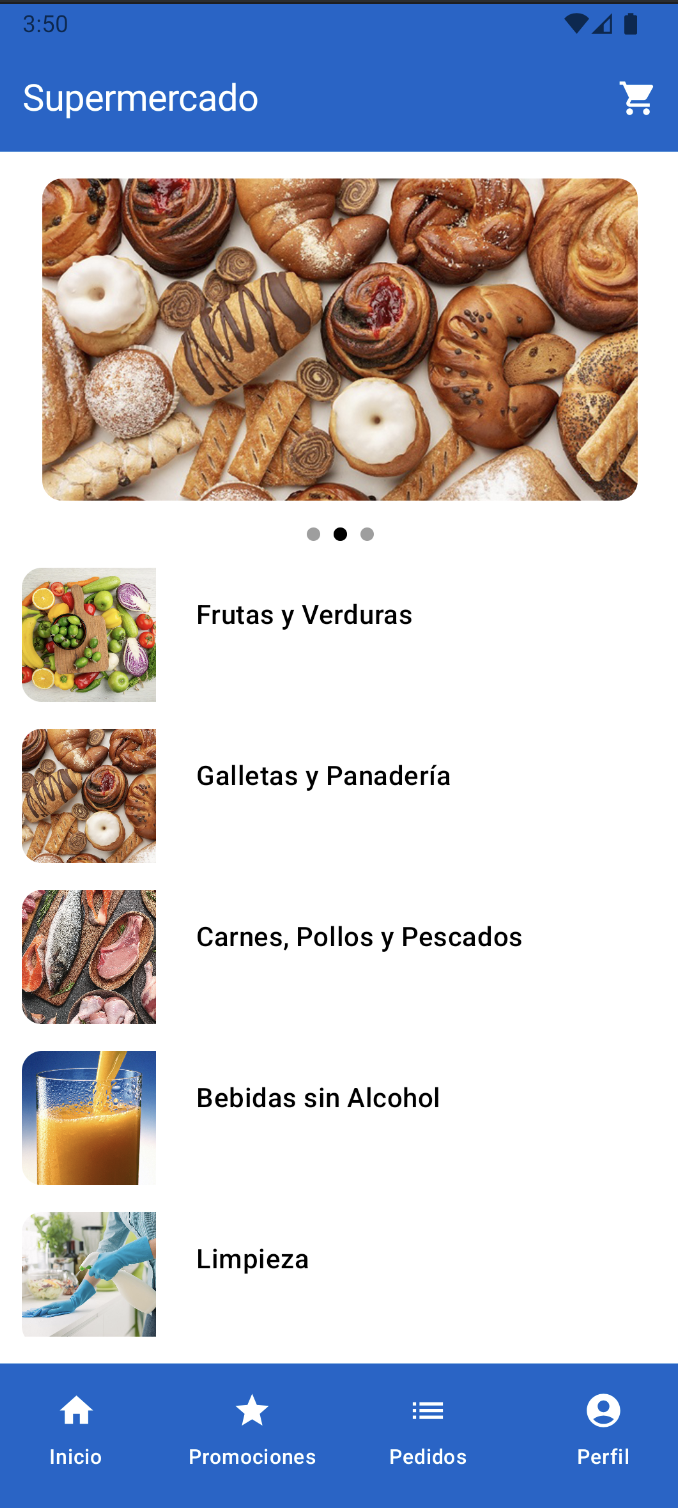 3:50
Supermercado
Frutas y Verduras
Galletas y Panadería
Carnes, Pollos y Pescados
Bebidas sin Alcohol
Limpieza
Inicio
Promociones
Pedidos
Perfil